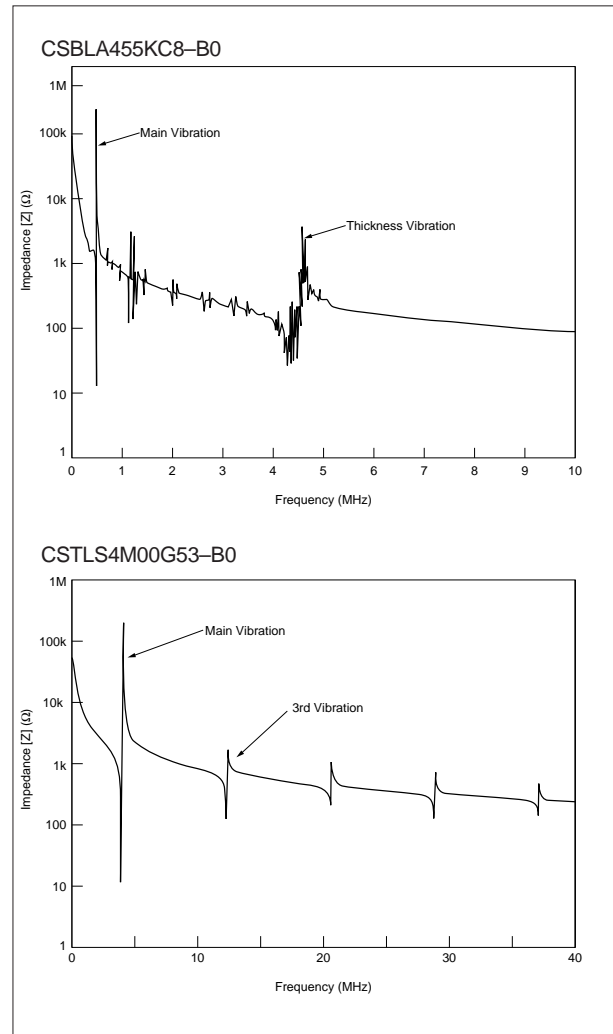 CSBLA455KC8–B0
1M
100k
10k
1k
100
10
1
Impedance [Z] (Ω)
Main Vibration
Thickness Vibration
0 1 2 3 4 5 6 7 8 9 10
Frequency (MHz)
CSTLS4M00G53–B0
1M
100k
10k
1k
100
10
1
Impedance [Z] (Ω)
Main Vibration
3rd Vibration
0 10 20 30 40
Frequency (MHz)